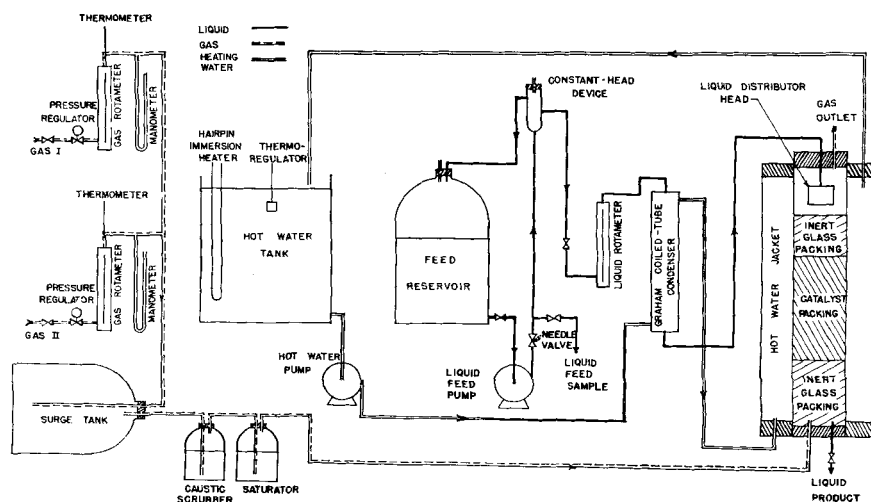 THERMOMETER
LIQUID
GAS
HEATING
WATER
CONSTANT-HEAD
DEVICE
LIQUID DISTRIBUTOR
HEAD
GAS
OUTLET
PRESSURE
REGULATOR
GAS ROTAMETER
MANOMETER
GAS I
HAIRPIN
IMMERSION
HEATER
THERMO-
REGULATOR
THERMOMETER
HOT WATER
TANK
FEED
RESERVOIR
LIQUID ROTAMETER
GRAHAM COILED-TUBE
CONDENSER
HOT WATER JACKET
INERT
GLASS
PACKING
CATALYST
PACKING
PRESSURE
REGULATOR
GAS ROTAMETER
MANOMETER
GAS II
HOT WATER
PUMP
LIQUID FEED
PUMP
NEEDLE
VALVE
LIQUID FEED
SAMPLE
INERT
GLASS
PACKING
SURGE TANK
CAUSTIC
SCRUBBER
SATURATOR
LIQUID
PRODUCT